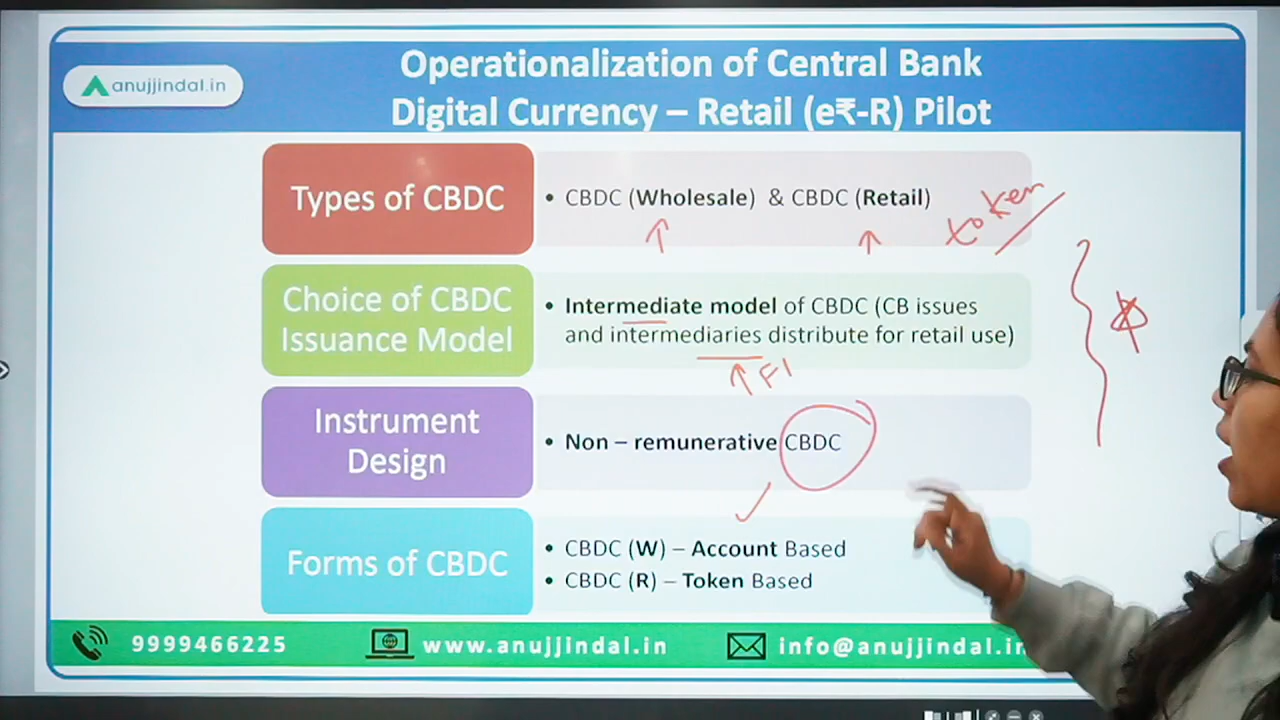 anujjindal.in
Operationalization of Central Bank
Digital Currency – Retail (e₹-R) Pilot
Types of CBDC
• CBDC (Wholesale) & CBDC (Retail)
token
Choice of CBDC
Issuance Model
• Intermediate model of CBDC (CB issues
and intermediaries distribute for retail use)
FI
Instrument
Design
• Non – remunerative CBDC
Forms of CBDC
• CBDC (W) – Account Based
• CBDC (R) – Token Based
9999466225
www.anujjindal.in
info@anujjindal.in